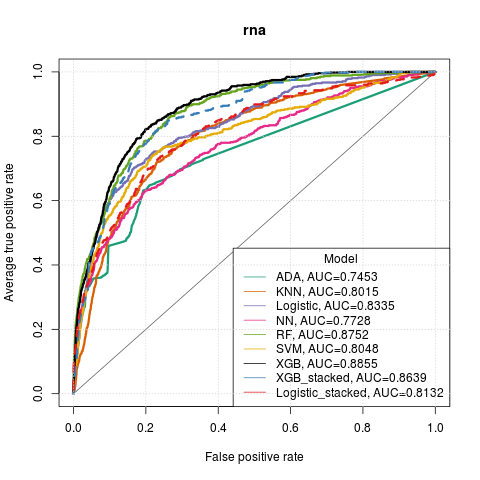 rna
Average true positive rate
1.0
0.8
0.6
0.4
0.2
0.0
Model
ADA, AUC=0.7453
KNN, AUC=0.8015
Logistic, AUC=0.8335
NN, AUC=0.7728
RF, AUC=0.8752
SVM, AUC=0.8048
XGB, AUC=0.8855
XGB_stacked, AUC=0.8639
Logistic_stacked, AUC=0.8132
0.0 0.2 0.4 0.6 0.8 1.0
False positive rate